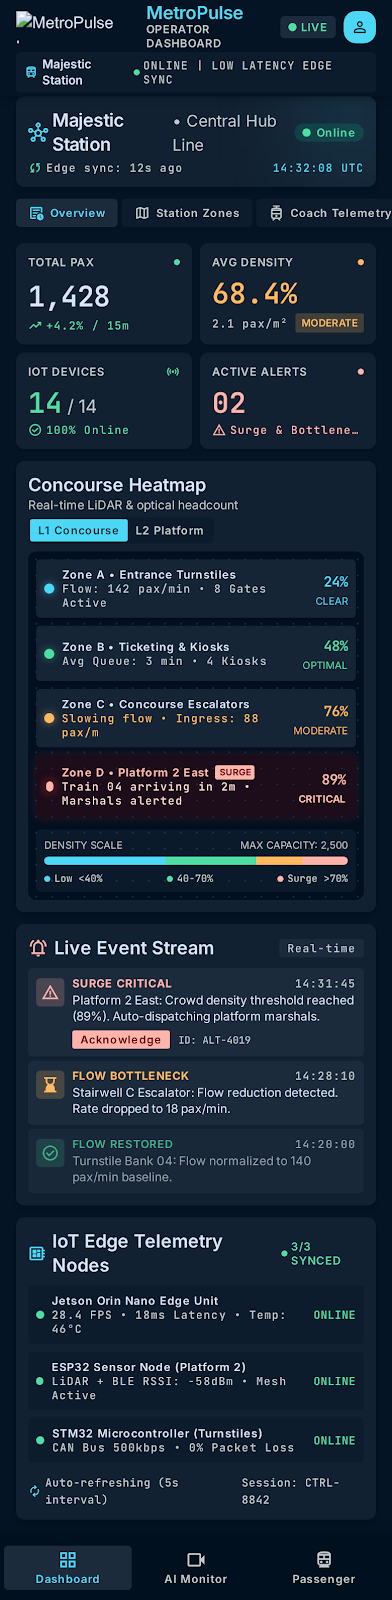 MetroPulse
MetroPulse
OPERATOR
DASHBOARD
LIVE
Majestic
Station
ONLINE | LOW LATENCY EDGE
SYNC
Majestic
Station
• Central Hub
Line
Online
Edge sync: 12s ago
14:32:08 UTC
Overview
Station Zones
Coach Telemetry
TOTAL PAX
1,428
+4.2% / 15m
AVG DENSITY
68.4%
2.1 pax/m²
MODERATE
IOT DEVICES
14 / 14
100% Online
ACTIVE ALERTS
02
Surge & Bottlene…
Concourse Heatmap
Real-time LiDAR & optical headcount
L1 Concourse
L2 Platform
Zone A • Entrance Turnstiles
Flow: 142 pax/min • 8 Gates
Active
24%
CLEAR
Zone B • Ticketing & Kiosks
Avg Queue: 3 min • 4 Kiosks
48%
OPTIMAL
Zone C • Concourse Escalators
Slowing flow • Ingress: 88
pax/m
76%
MODERATE
Zone D • Platform 2 East SURGE
Train 04 arriving in 2m •
Marshals alerted
89%
CRITICAL
DENSITY SCALE
MAX CAPACITY: 2,500
Low <40%
40-70%
Surge >70%
Live Event Stream
Real-time
SURGE CRITICAL
14:31:45
Platform 2 East: Crowd density threshold reached
(89%). Auto-dispatching platform marshals.
Acknowledge
ID: ALT-4019
FLOW BOTTLENECK
14:28:10
Stairwell C Escalator: Flow reduction detected.
Rate dropped to 18 pax/min.
FLOW RESTORED
14:20:00
Turnstile Bank 04: Flow normalized to 140
pax/min baseline.
IoT Edge Telemetry
Nodes
3/3
SYNCED
Jetson Orin Nano Edge Unit
28.4 FPS • 18ms Latency • Temp:
46°C
ONLINE
ESP32 Sensor Node (Platform 2)
LiDAR + BLE RSSI: -58dBm • Mesh
Active
ONLINE
STM32 Microcontroller (Turnstiles)
CAN Bus 500kbps • 0% Packet Loss
ONLINE
Auto-refreshing (5s
interval)
Session: CTRL-
8842
Dashboard
AI Monitor
Passenger